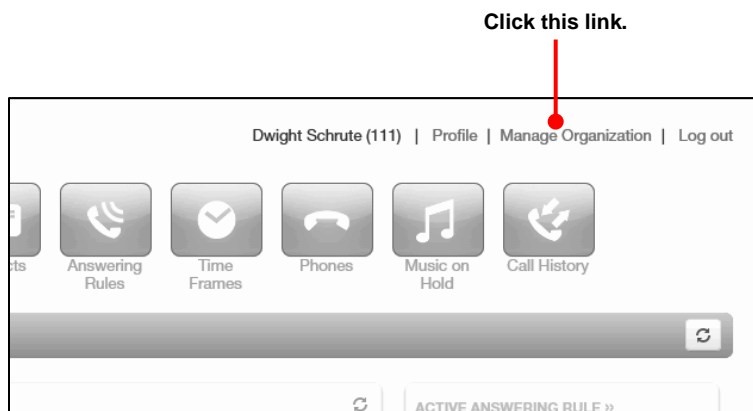 Click this link.
Dwight Schrute (111) | Profile | Manage Organization | Log out
cts
Answering
Rules
Time
Frames
Phones
Music on
Hold
Call History
ACTIVE ANSWERING RULE »